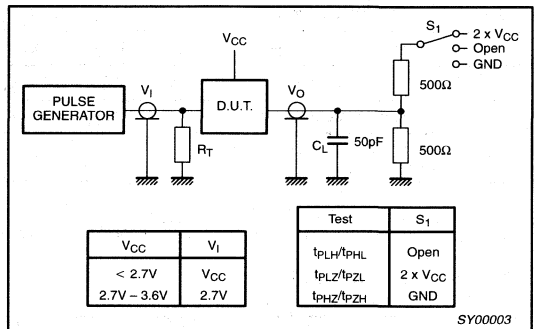 S1
2 x VCC
Open
GND
VCC
500Ω
PULSE
GENERATOR
VI
D.U.T.
VO
RT
CL
50pF
500Ω
VCC VI
< 2.7V VCC
2.7V – 3.6V 2.7V
Test S1
tPLH/tPHL Open
tPLZ/tPZL 2 x VCC
tPHZ/tPZH GND
SY00003